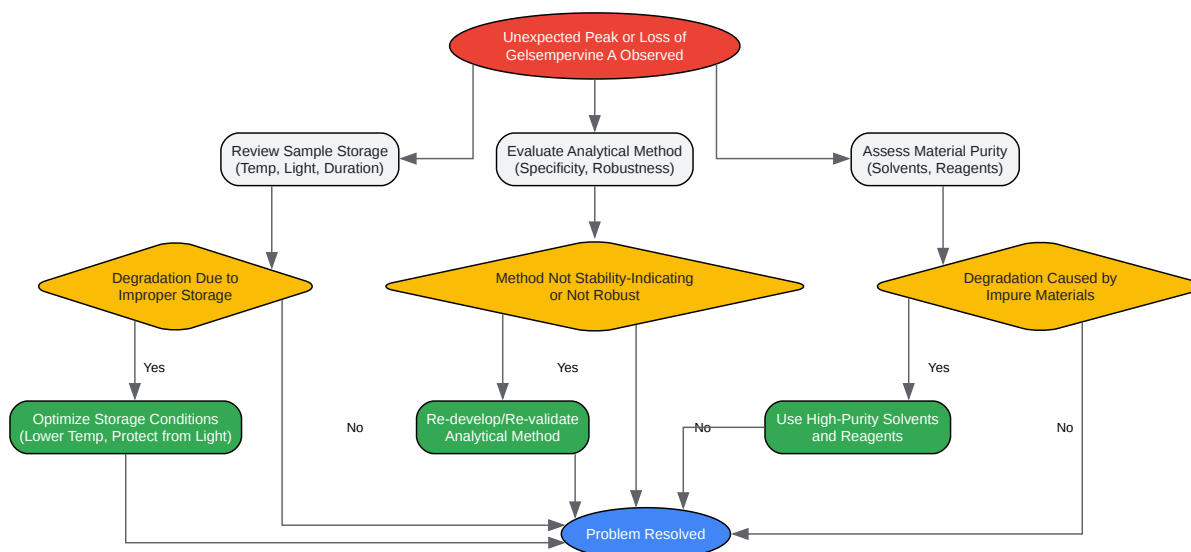 Unexpected Peak or Loss of
Gelsempervine A Observed
Review Sample Storage
(Temp, Light, Duration)
Evaluate Analytical Method
(Specificity, Robustness)
Assess Material Purity
(Solvents, Reagents)
Degradation Due to
Improper Storage
Method Not Stability-Indicating
or Not Robust
Degradation Caused by
Impure Materials
Yes
Yes
Yes
Optimize Storage Conditions
(Lower Temp, Protect from Light)
No
Re-develop/Re-validate
Analytical Method
No
Use High-Purity Solvents
and Reagents
No
Problem Resolved